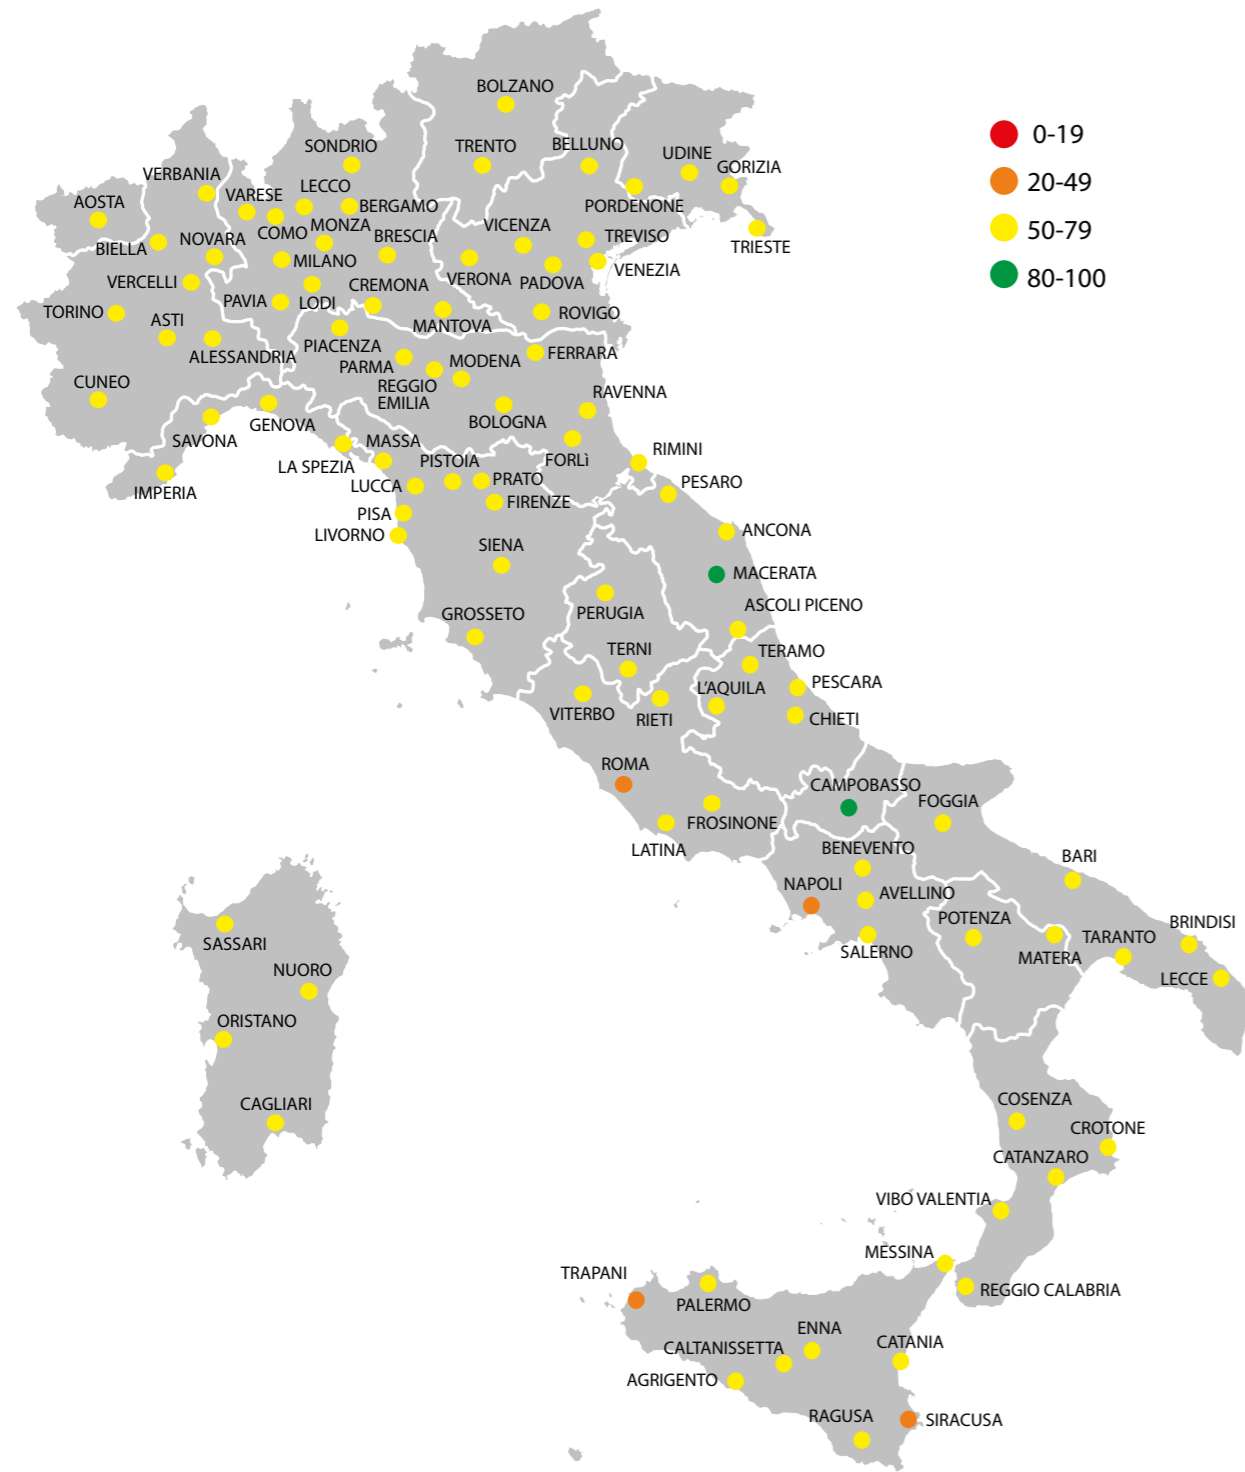 BOLZANO
0-19
SONDRIO
TRENTO
BELLUNO
UDINE
GORIZIA
20-49
VERBANIA
VARESE
LECCO
BERGAMO
PORDENONE
AOSTA
50-79
COMO
MONZA
VICENZA
TREVISO
TRIESTE
BIELLA
NOVARA
BRESCIA
MILANO
VENEZIA
80-100
VERCELLI
CREMONA
VERONA
PADOVA
PAVIA
LODI
TORINO
ASTI
MANTOVA
ROVIGO
PIACENZA
ALESSANDRIA
PARMA
MODENA
FERRARA
CUNEO
REGGIO
EMILIA
RAVENNA
GENOVA
BOLOGNA
SAVONA
MASSA
FORLì
RIMINI
LA SPEZIA
PISTOIA
PRATO
IMPERIA
LUCCA
PESARO
FIRENZE
PISA
LIVORNO
ANCONA
SIENA
MACERATA
GROSSETO
PERUGIA
ASCOLI PICENO
TERNI
TERAMO
L'AQUILA
PESCARA
VITERBO
RIETI
CHIETI
ROMA
CAMPOBASSO
FOGGIA
FROSINONE
LATINA
BENEVENTO
BARI
NAPOLI
AVELLINO
POTENZA
BRINDISI
SASSARI
SALERNO
MATERA
TARANTO
NUORO
LECCE
ORISTANO
CAGLIARI
COSENZA
CROTONE
CATANZARO
VIBO VALENTIA
MESSINA
TRAPANI
REGGIO CALABRIA
PALERMO
ENNA
CALTANISSETTA
CATANIA
AGRIGENTO
RAGUSA
SIRACUSA